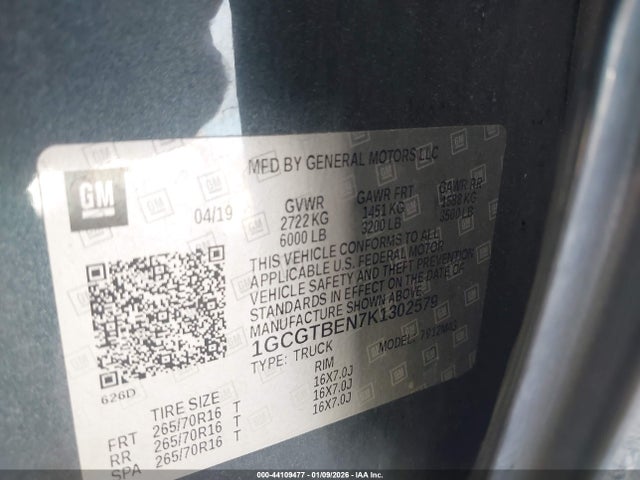 MFD BY GENERAL MOTORS LLC
GM
04/19
GVWR GAWR FRT GAWR RR
2722 KG 1451 KG 1588 KG
6000 LB 3200 LB 3500 LB
THIS VEHICLE CONFORMS TO ALL
APPLICABLE U.S. FEDERAL MOTOR
VEHICLE SAFETY AND THEFT PREVENTION
STANDARDS IN EFFECT ON THE DATE OF
MANUFACTURE SHOWN ABOVE.
1GCGTBEN7K1302579
TYPE: TRUCK MODEL:
626D
TIRE SIZE RIM
FRT 265/70R16 T 16X7.0J
RR 265/70R16 T 16X7.0J
SPA 265/70R16 T 16X7.0J
000-44109477 - 01/09/2026 - IAAI, Inc.